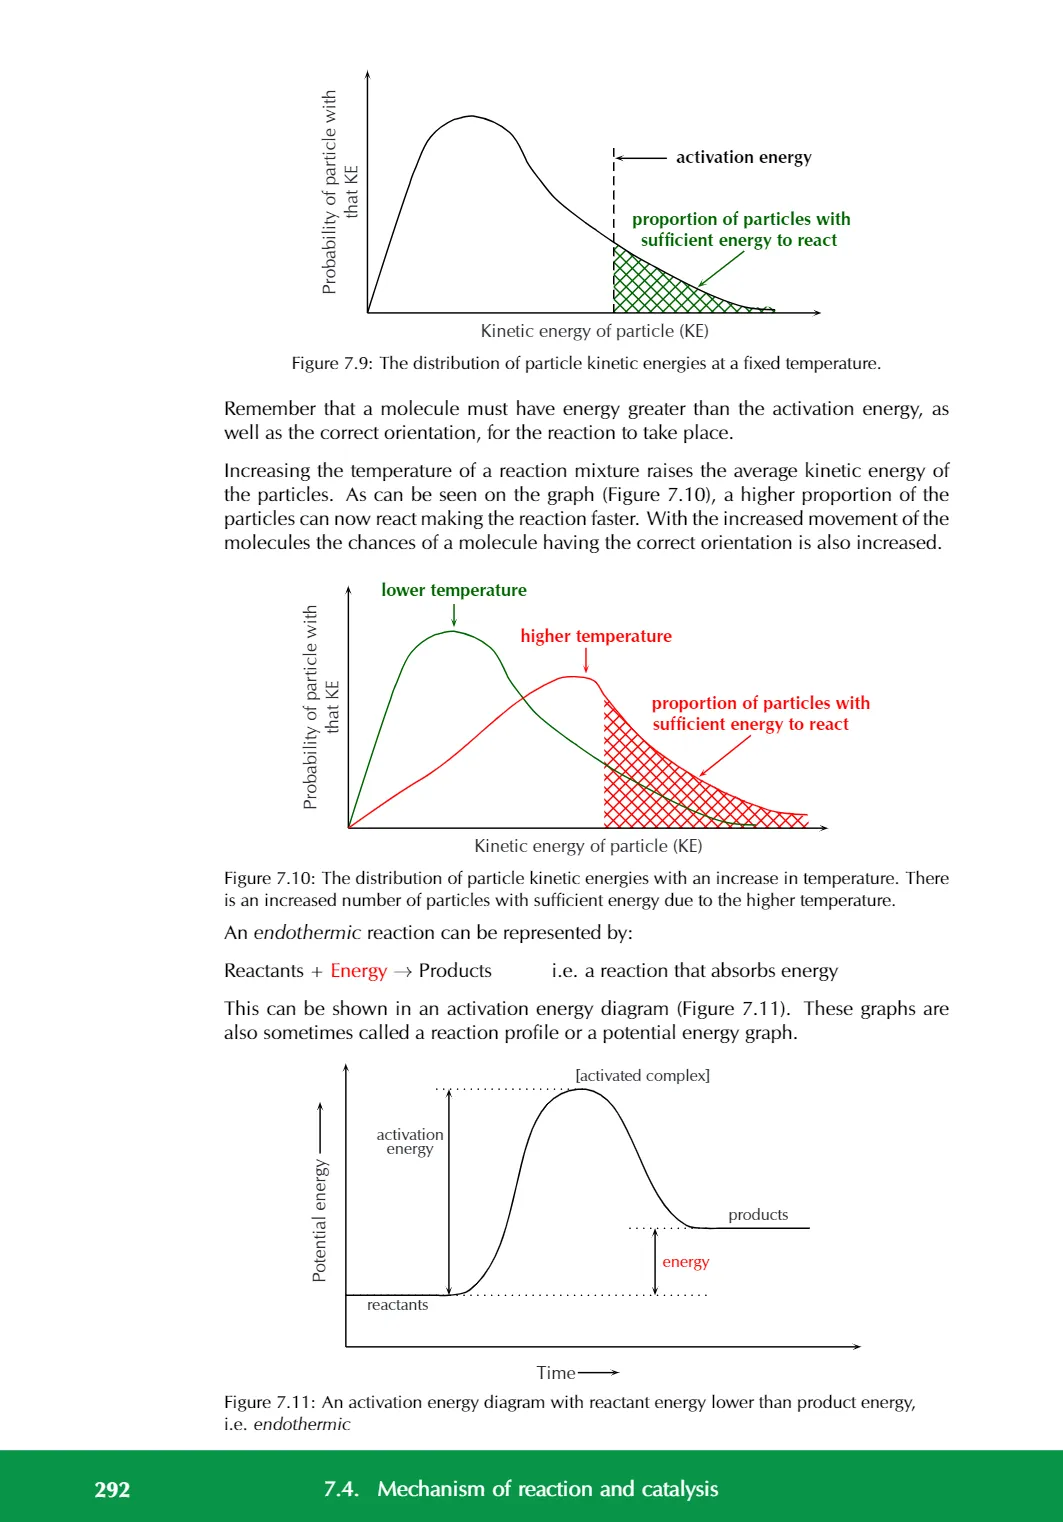 Probability of particle with
that KE
activation energy
proportion of particles with
sufficient energy to react
Kinetic energy of particle (KE)
Figure 7.9: The distribution of particle kinetic energies at a fixed temperature.
Remember that a molecule must have energy greater than the activation energy, as
well as the correct orientation, for the reaction to take place.
Increasing the temperature of a reaction mixture raises the average kinetic energy of
the particles. As can be seen on the graph (Figure 7.10), a higher proportion of the
particles can now react making the reaction faster. With the increased movement of the
molecules the chances of a molecule having the correct orientation is also increased.
lower temperature
higher temperature
Probability of particle with
that KE
proportion of particles with
sufficient energy to react
Kinetic energy of particle (KE)
Figure 7.10: The distribution of particle kinetic energies with an increase in temperature. There
is an increased number of particles with sufficient energy due to the higher temperature.
An endothermic reaction can be represented by:
Reactants + Energy → Products i.e. a reaction that absorbs energy
This can be shown in an activation energy diagram (Figure 7.11). These graphs are
also sometimes called a reaction profile or a potential energy graph.
[activated complex]
activation
energy
Potential energy
products
energy
reactants
Time
Figure 7.11: An activation energy diagram with reactant energy lower than product energy,
i.e. endothermic
292 7.4. Mechanism of reaction and catalysis